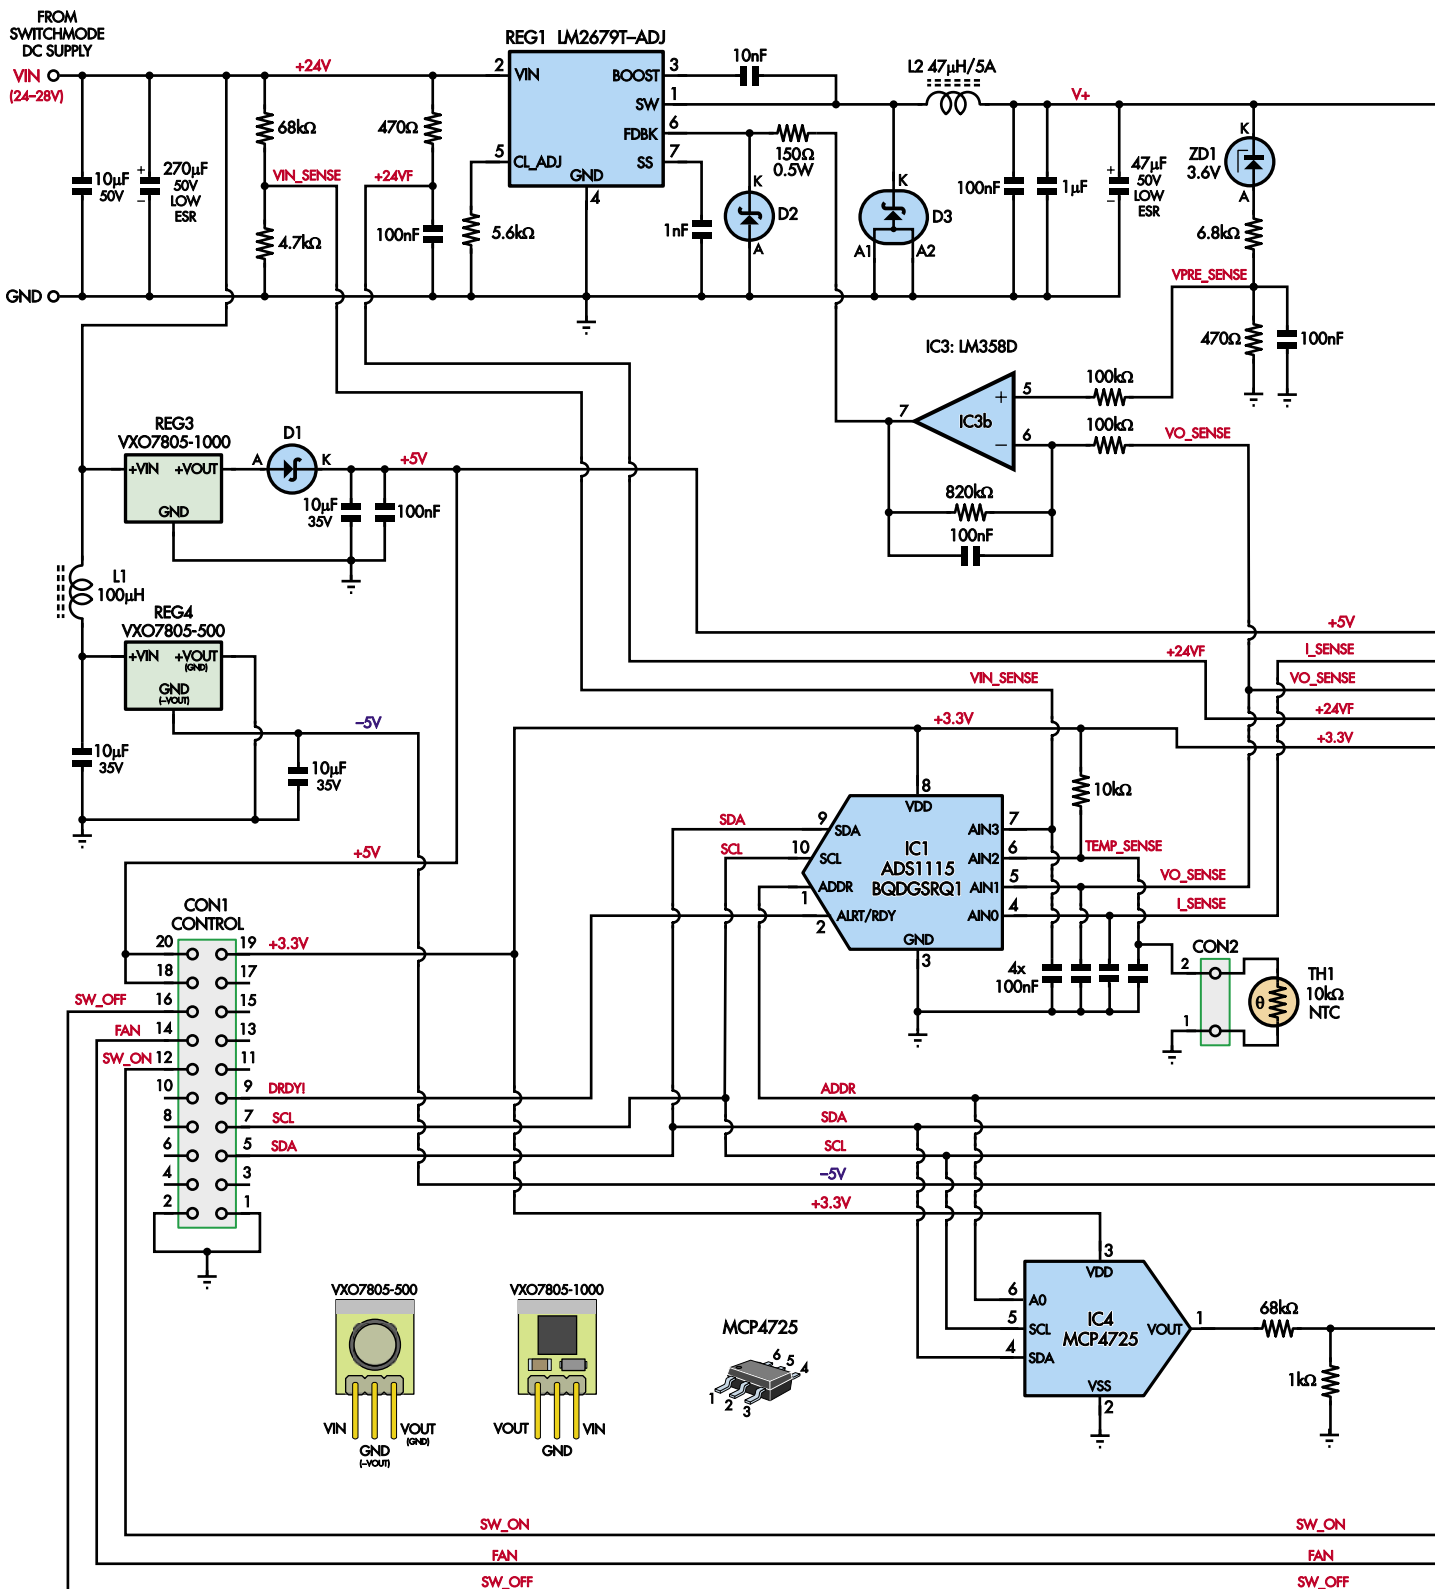 FROM
SWITCHMODE
DC SUPPLY
VIN
(24–28V)
+24V
REG1 LM2679T–ADJ
2 VIN
BOOST 3
SW 1
FDBK 6
SS 7
5 CL_ADJ
GND
4
10nF
L2 47µH/5A
V+
68kΩ
470Ω
150Ω
0.5W
10µF
50V
+
270µF
50V
LOW
ESR
–
VIN_SENSE
+24VF
4.7kΩ
100nF
5.6kΩ
1nF
K
D2
A
K
D3
A1
A2
100nF
1µF
+
47µF
50V
LOW
ESR
–
K
ZD1
3.6V
A
6.8kΩ
VPRE_SENSE
470Ω
100nF
GND
IC3: LM358D
100kΩ
5
+
IC3b
7
6
–
100kΩ
VO_SENSE
820kΩ
100nF
REG3
VXO7805-1000
+VIN
+VOUT
GND
D1
A
K
+5V
10µF
35V
100nF
L1
100µH
REG4
VXO7805-500
+VIN
+VOUT
(GND)
GND
(–VOUT)
–5V
10µF
35V
10µF
35V
+5V
+5V
I_SENSE
+24VF
VIN_SENSE
VO_SENSE
+24VF
+3.3V
+3.3V
10kΩ
8
VDD
SDA
9
SDA
SCL
10
SCL
ADDR
1
ALRT/RDY
2
IC1
ADS1115
BQDGSRQ1
AIN3 7
AIN2 6
AIN1 5
AIN0 4
GND
3
TEMP_SENSE
VO_SENSE
I_SENSE
4x
100nF
CON2
2
1
θ
TH1
10kΩ
NTC
CON1
CONTROL
20
19
+3.3V
18
17
SW_OFF
16
15
FAN
14
13
SW_ON
12
11
10
9
DRDY!
8
7
SCL
6
5
SDA
4
3
2
1
ADDR
SDA
SCL
–5V
+3.3V
3
VDD
6
A0
5
SCL
4
SDA
IC4
MCP4725
VOUT
1
VSS
2
68kΩ
1kΩ
VXO7805-500
VIN
VOUT
(GND)
GND
(–VOUT)
VXO7805-1000
VOUT
VIN
GND
MCP4725
6
5
4
1
2
3
SW_ON
SW_ON
FAN
FAN
SW_OFF
SW_OFF